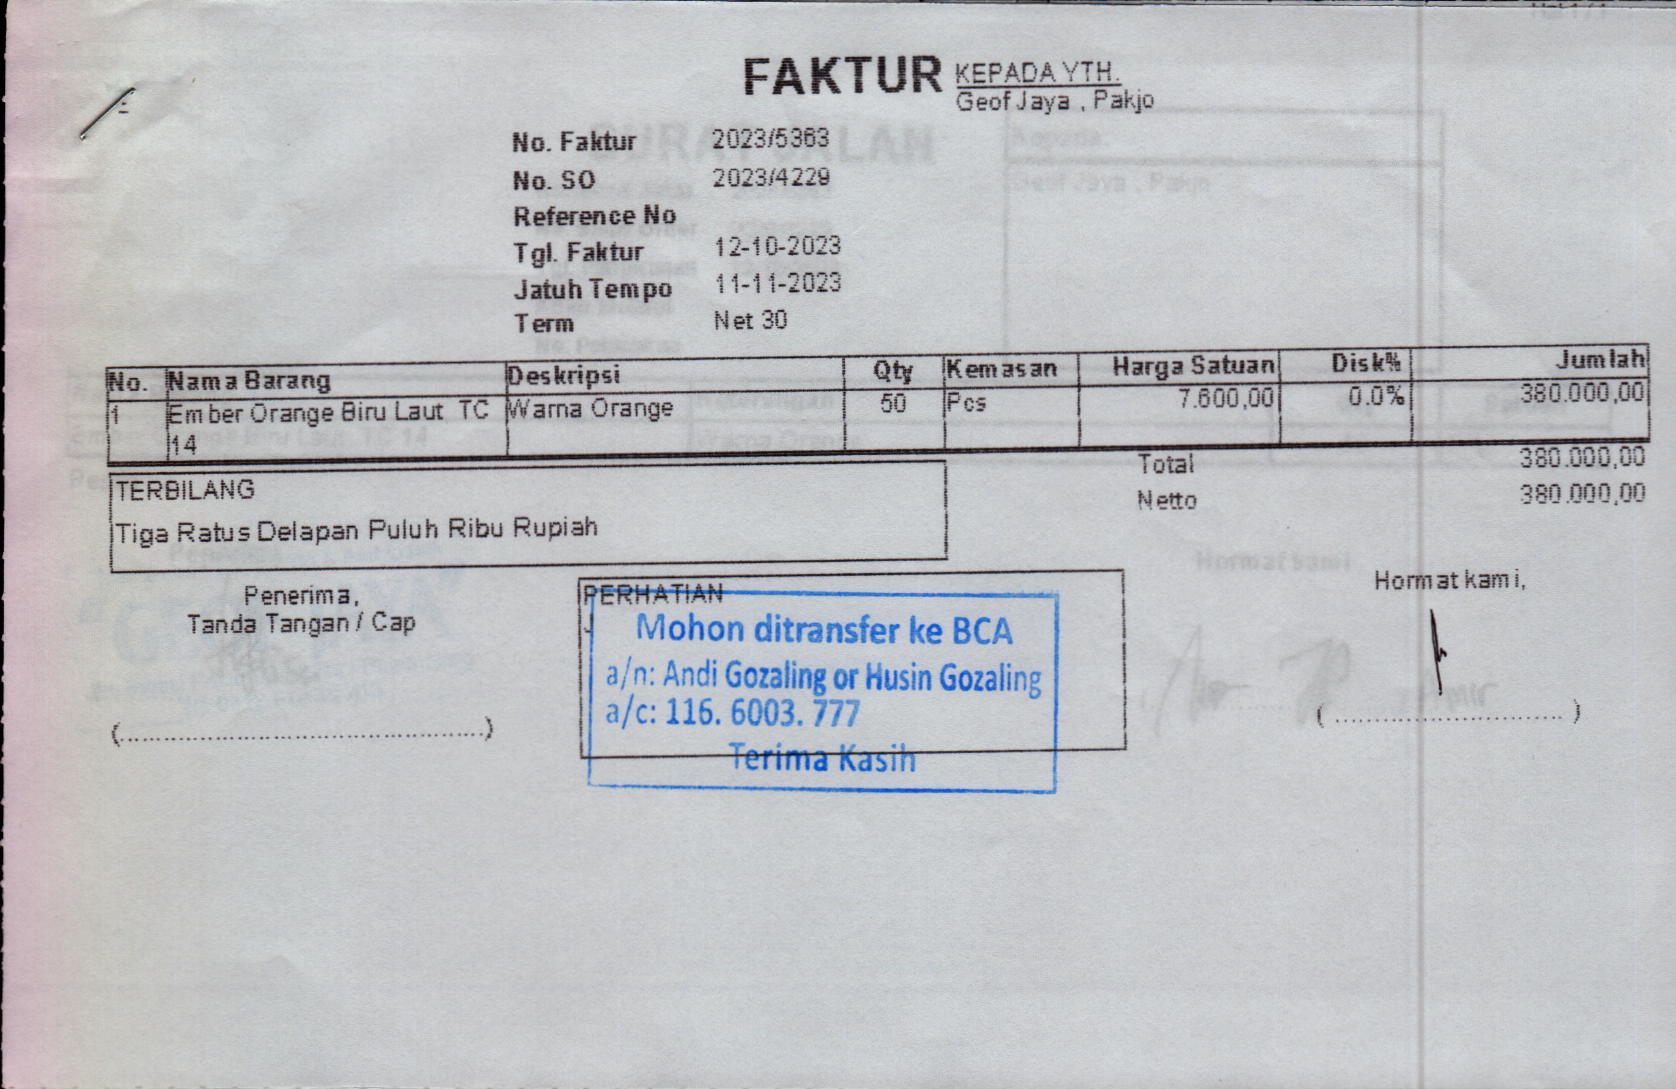 FAKTUR
KEPADA YTH.
Geof Jaya , Pakjo
No. Faktur 2023/5363
No. SO 2023/4229
Reference No
Tgl. Faktur 12-10-2023
Jatuh Tempo 11-11-2023
Term Net 30
No. Nama Barang Deskripsi Qty Kemasan Harga Satuan Disk% Jumlah
1 Ember Orange Biru Laut TC Warna Orange 50 Pcs 7.600,00 0.0% 380.000,00
14
Total 380.000,00
Netto 380.000,00
TERBILANG
Tiga Ratus Delapan Puluh Ribu Rupiah
Penerima,
Tanda Tangan / Cap
(..............................................)
PERHATIAN
Mohon ditransfer ke BCA
a/n: Andi Gozaling or Husin Gozaling
a/c: 116. 6003. 777
Terima Kasih
Hormat kami,
( ............................. )